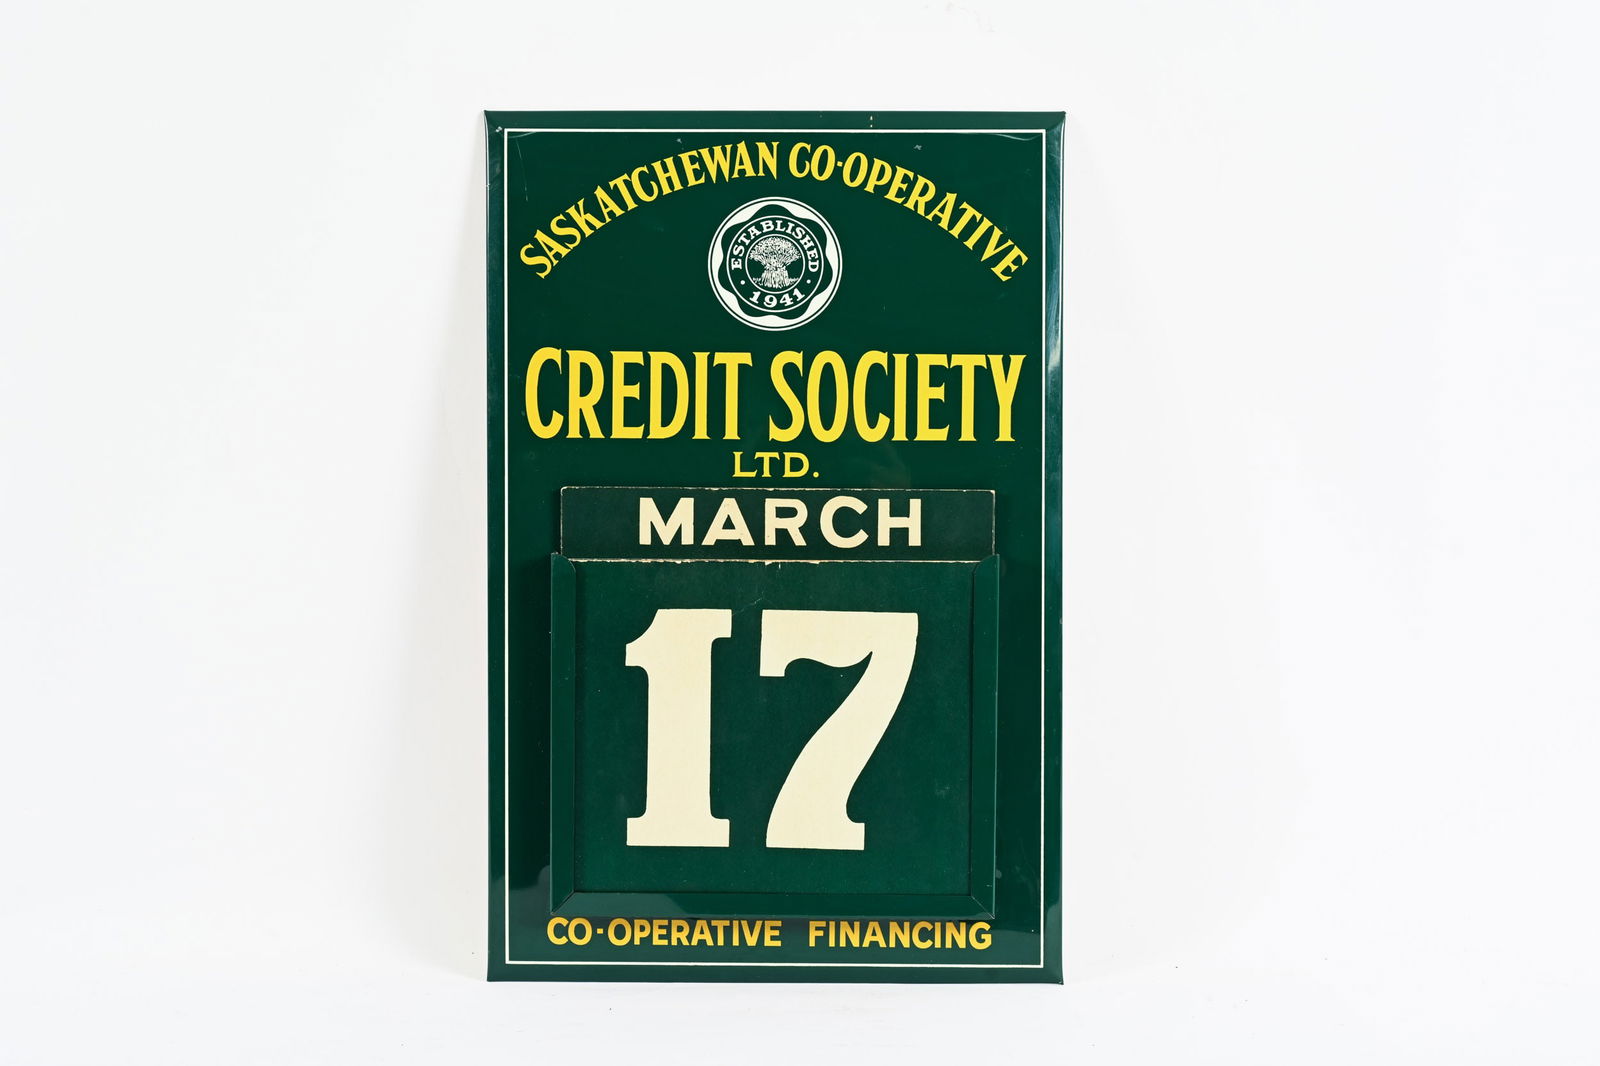 SASKATCHEWAN CO-OPERATIVE
ESTABLISHED
• 1941 •
CREDIT SOCIETY
LTD.
MARCH
17
CO-OPERATIVE FINANCING